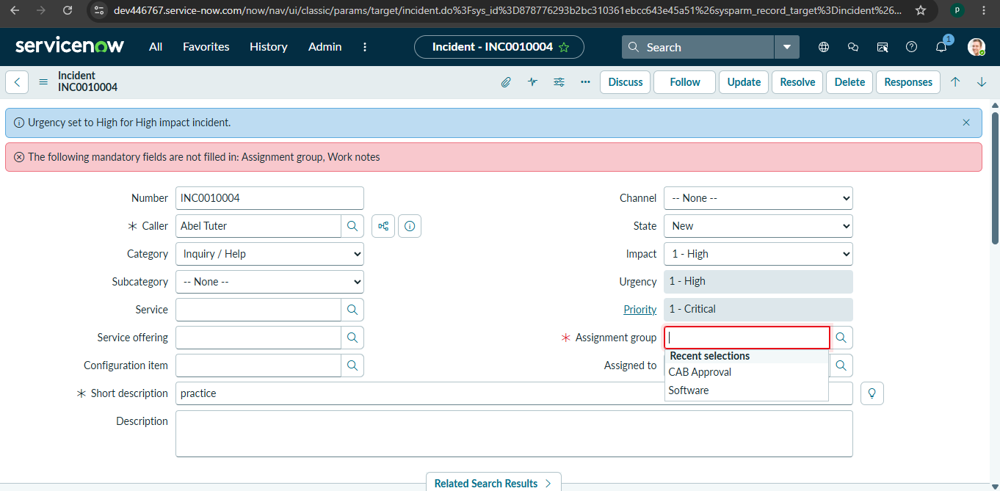 dev446767.service-now.com/now/nav/ui/classic/params/target/incident.do%3Fsys_id%3D878776293b2bc310361ebcc643e45a51%26sysparm_record_target%3Dincident%26...
P
servicenow
All
Favorites
History
Admin
Incident - INC0010004
Search
1
Incident
INC0010004
Discuss
Follow
Update
Resolve
Delete
Responses
Urgency set to High for High impact incident.
The following mandatory fields are not filled in: Assignment group, Work notes
Number INC0010004
Channel -- None --
Caller Abel Tuter
State New
Category Inquiry / Help
Impact 1 - High
Subcategory -- None --
Urgency 1 - High
Service
Priority 1 - Critical
Service offering
Assignment group
Recent selections
CAB Approval
Software
Configuration item
Assigned to
Short description practice
Description
Related Search Results